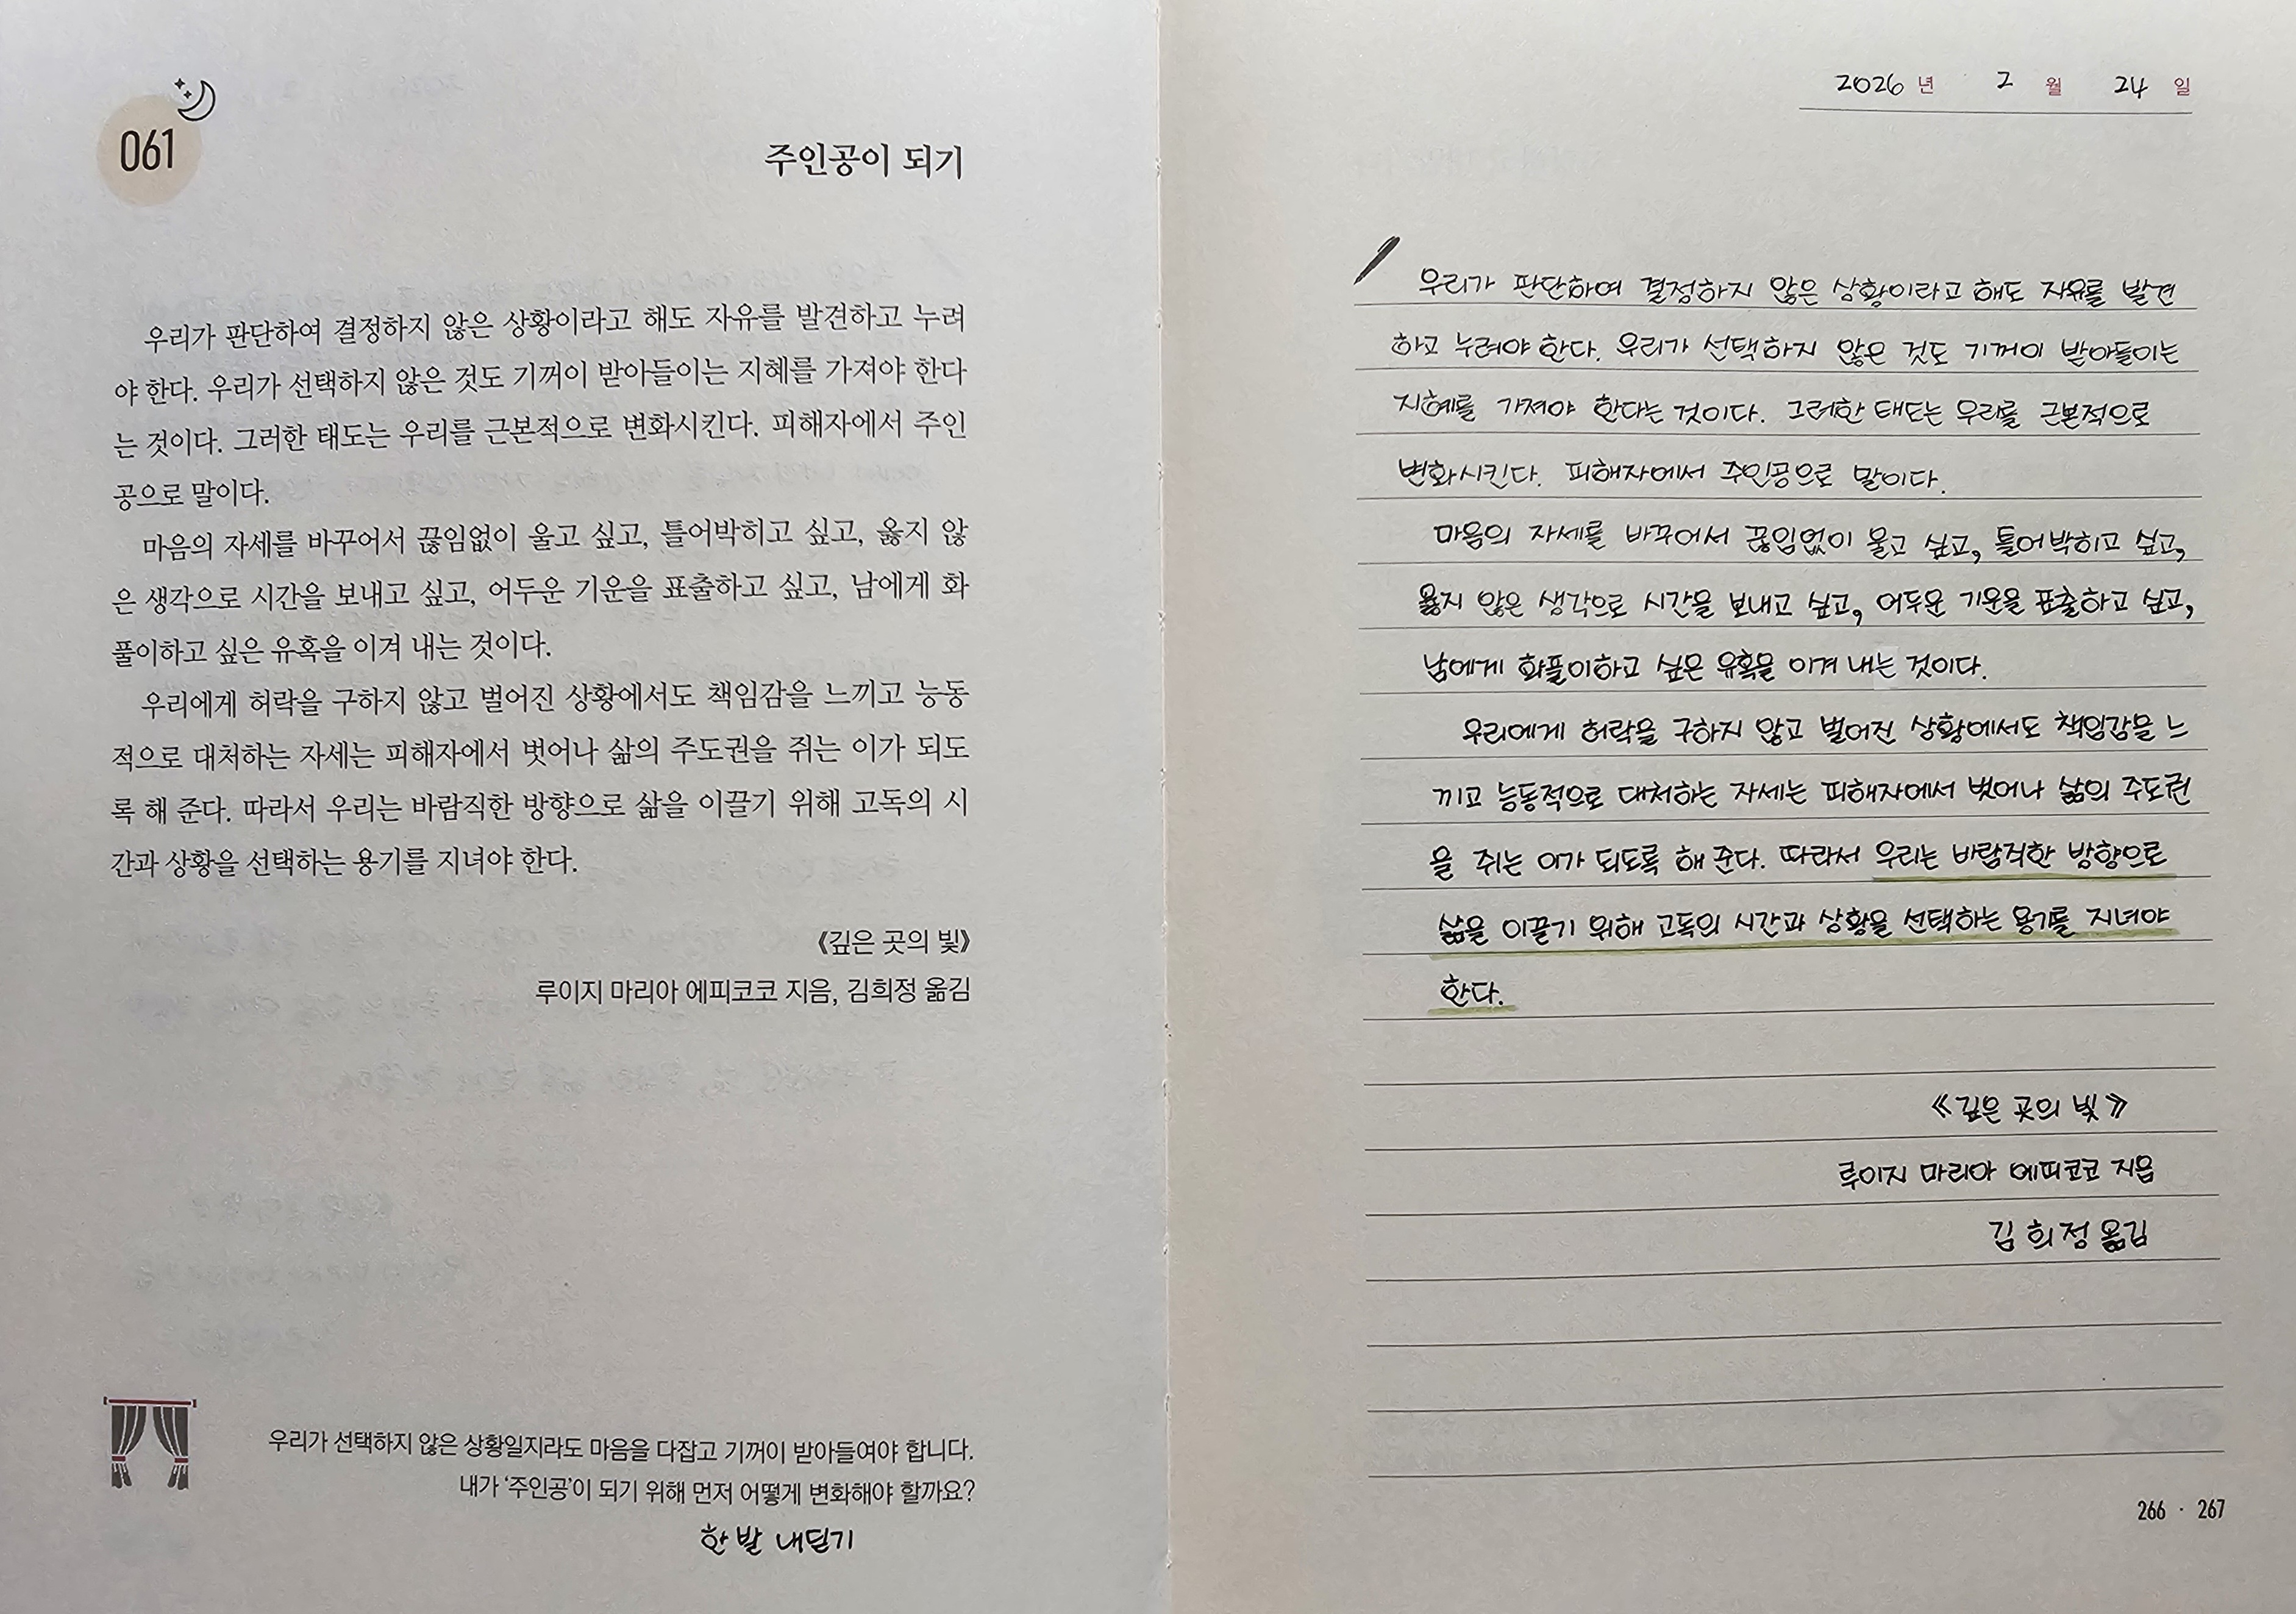 061
주인공이 되기
우리가 판단하여 결정하지 않은 상황이라고 해도 자유를 발견하고 누려
야 한다. 우리가 선택하지 않은 것도 기꺼이 받아들이는 지혜를 가져야 한다
는 것이다. 그러한 태도는 우리를 근본적으로 변화시킨다. 피해자에서 주인
공으로 말이다.
마음의 자세를 바꾸어서 끊임없이 울고 싶고, 틀어박히고 싶고, 옳지 않
은 생각으로 시간을 보내고 싶고, 어두운 기운을 표출하고 싶고, 남에게 화
풀이하고 싶은 유혹을 이겨 내는 것이다.
우리에게 허락을 구하지 않고 벌어진 상황에서도 책임감을 느끼고 능동
적으로 대처하는 자세는 피해자에서 벗어나 삶의 주도권을 쥐는 이가 되도
록 해 준다. 따라서 우리는 바람직한 방향으로 삶을 이끌기 위해 고독의 시
간과 상황을 선택하는 용기를 지녀야 한다.
《깊은 곳의 빛》
루이지 마리아 에피코코 지음, 김희정 옮김
우리가 선택하지 않은 상황일지라도 마음을 다잡고 기꺼이 받아들여야 합니다.
내가 ‘주인공’이 되기 위해 먼저 어떻게 변화해야 할까요?
한 발 내딛기
2026 년 2 월 24 일
우리가 판단하여 결정하지 않은 상황이라고 해도 자유를 발견
하고 누려야 한다. 우리가 선택하지 않은 것도 기꺼이 받아들이는
지혜를 가져야 한다는 것이다. 그러한 태도는 우리를 근본적으로
변화시킨다. 피해자에서 주인공으로 말이다.
마음의 자세를 바꾸어서 끊임없이 울고 싶고, 틀어박히고 싶고,
옳지 않은 생각으로 시간을 보내고 싶고, 어두운 기운을 표출하고 싶고,
남에게 화풀이하고 싶은 유혹을 이겨 내는 것이다.
우리에게 허락을 구하지 않고 벌어진 상황에서도 책임감을 느
끼고 능동적으로 대처하는 자세는 피해자에서 벗어나 삶의 주도권
을 쥐는 이가 되도록 해 준다. 따라서 우리는 바람직한 방향으로
삶을 이끌기 위해 고독의 시간과 상황을 선택하는 용기를 지녀야
한다.
《깊은 곳의 빛》
루이지 마리아 에피코코 지음
김희정 옮김
266 · 267